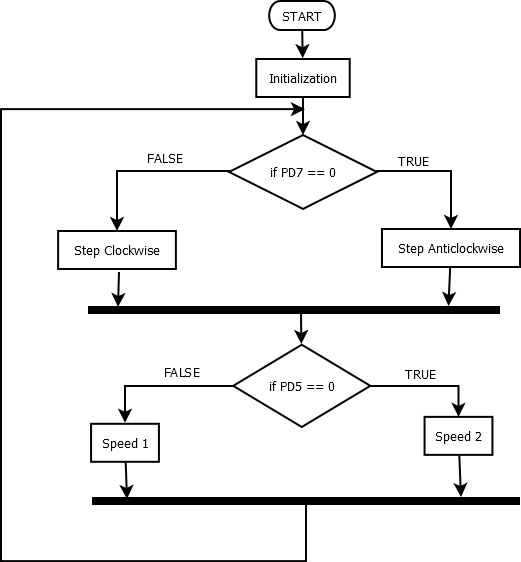 START
Initialization
if PD7 == 0
FALSE
TRUE
Step Clockwise
Step Anticlockwise
if PD5 == 0
FALSE
TRUE
Speed 1
Speed 2